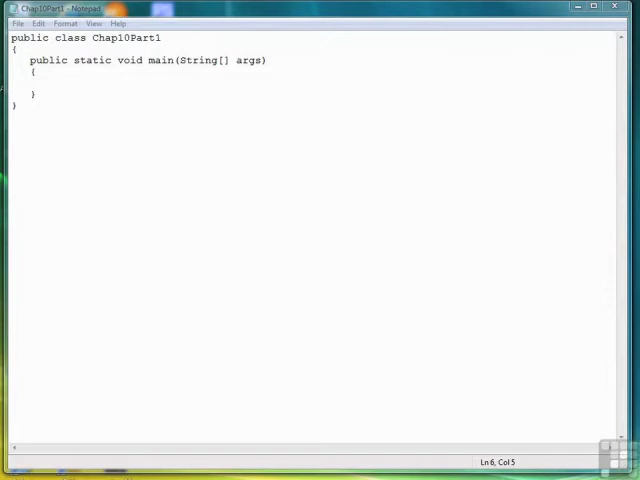 Chap10Part1 - Notepad
File Edit Format View Help
public class Chap10Part1
{
public static void main(String[] args)
{
}
}
Ln 6, Col 5